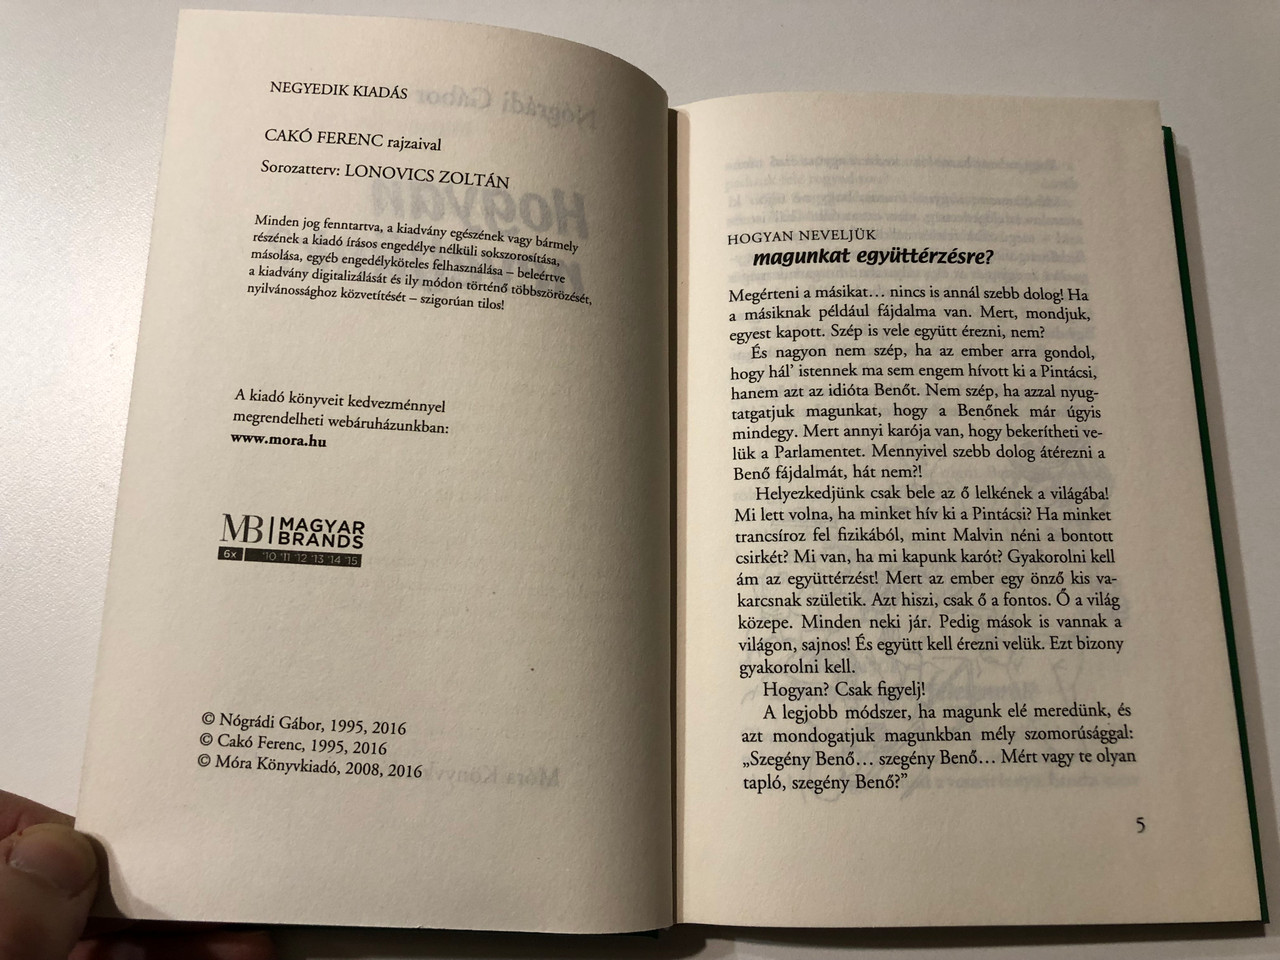 NEGYEDIK KIADÁS
CAKÓ FERENC rajzaival
Sorozatterv: LONOVICS ZOLTÁN
Minden jog fenntartva, a kiadvány egészének vagy bármely
részének a kiadó írásos engedélye nélküli sokszorosítása,
másolása, egyéb engedélyköteles felhasználása – beleértve
a kiadvány digitalizálását és ily módon történő többszörözését,
nyilvánossághoz közvetítését – szigorúan tilos!
A kiadó könyveit kedvezménnyel
megrendelheti webáruházunkban:
www.mora.hu
MB | MAGYAR
BRANDS
6x '10 '11 '12 '13 '14 '15
© Nógrádi Gábor, 1995, 2016
© Cakó Ferenc, 1995, 2016
© Móra Könyvkiadó, 2008, 2016
HOGYAN NEVELJÜK
magunkat együttérzésre?
Megérteni a másikat… nincs is annál szebb dolog! Ha
a másiknak például fájdalma van. Mert, mondjuk,
egyest kapott. Szép is vele együtt érezni, nem?
És nagyon nem szép, ha az ember arra gondol,
hogy hál’ istennek ma sem engem hívott ki a Pintácsi,
hanem azt az idióta Benőt. Nem szép, ha azzal nyug-
tatgatjuk magunkat, hogy a Benőnek már úgyis
mindegy. Mert annyi karója van, hogy bekerítheti ve-
lük a Parlamentet. Mennyivel szebb dolog átérezni a
Benő fájdalmát, hát nem?!
Helyezkedjünk csak bele az ő lelkének a világába!
Mi lett volna, ha minket hív ki a Pintácsi? Ha minket
trancsíroz fel fizikából, mint Malvin néni a bontott
csirkét? Mi van, ha mi kapunk karót? Gyakorolni kell
ám az együttérzést! Mert az ember egy önző kis va-
karcsnak születik. Azt hiszi, csak ő a fontos. Ő a világ
közepe. Minden neki jár. Pedig mások is vannak a
világon, sajnos! És együtt kell érezni velük. Ezt bizony
gyakorolni kell.
Hogyan? Csak figyelj!
A legjobb módszer, ha magunk elé meredünk, és
azt mondogatjuk magunkban mély szomorúsággal:
„Szegény Benő… szegény Benő… Mért vagy te olyan
tapló, szegény Benő?”
5